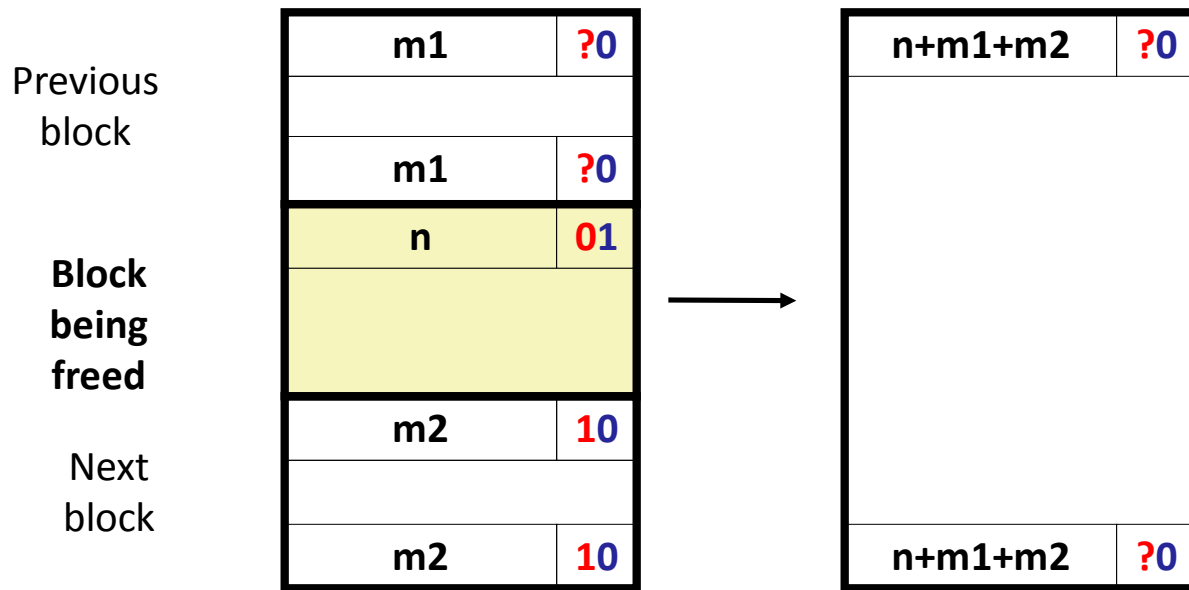 m1 ?0
n+m1+m2 ?0
Previous
block
m1 ?0
n 01
Block
being
freed
m2 10
Next
block
m2 10
n+m1+m2 ?0